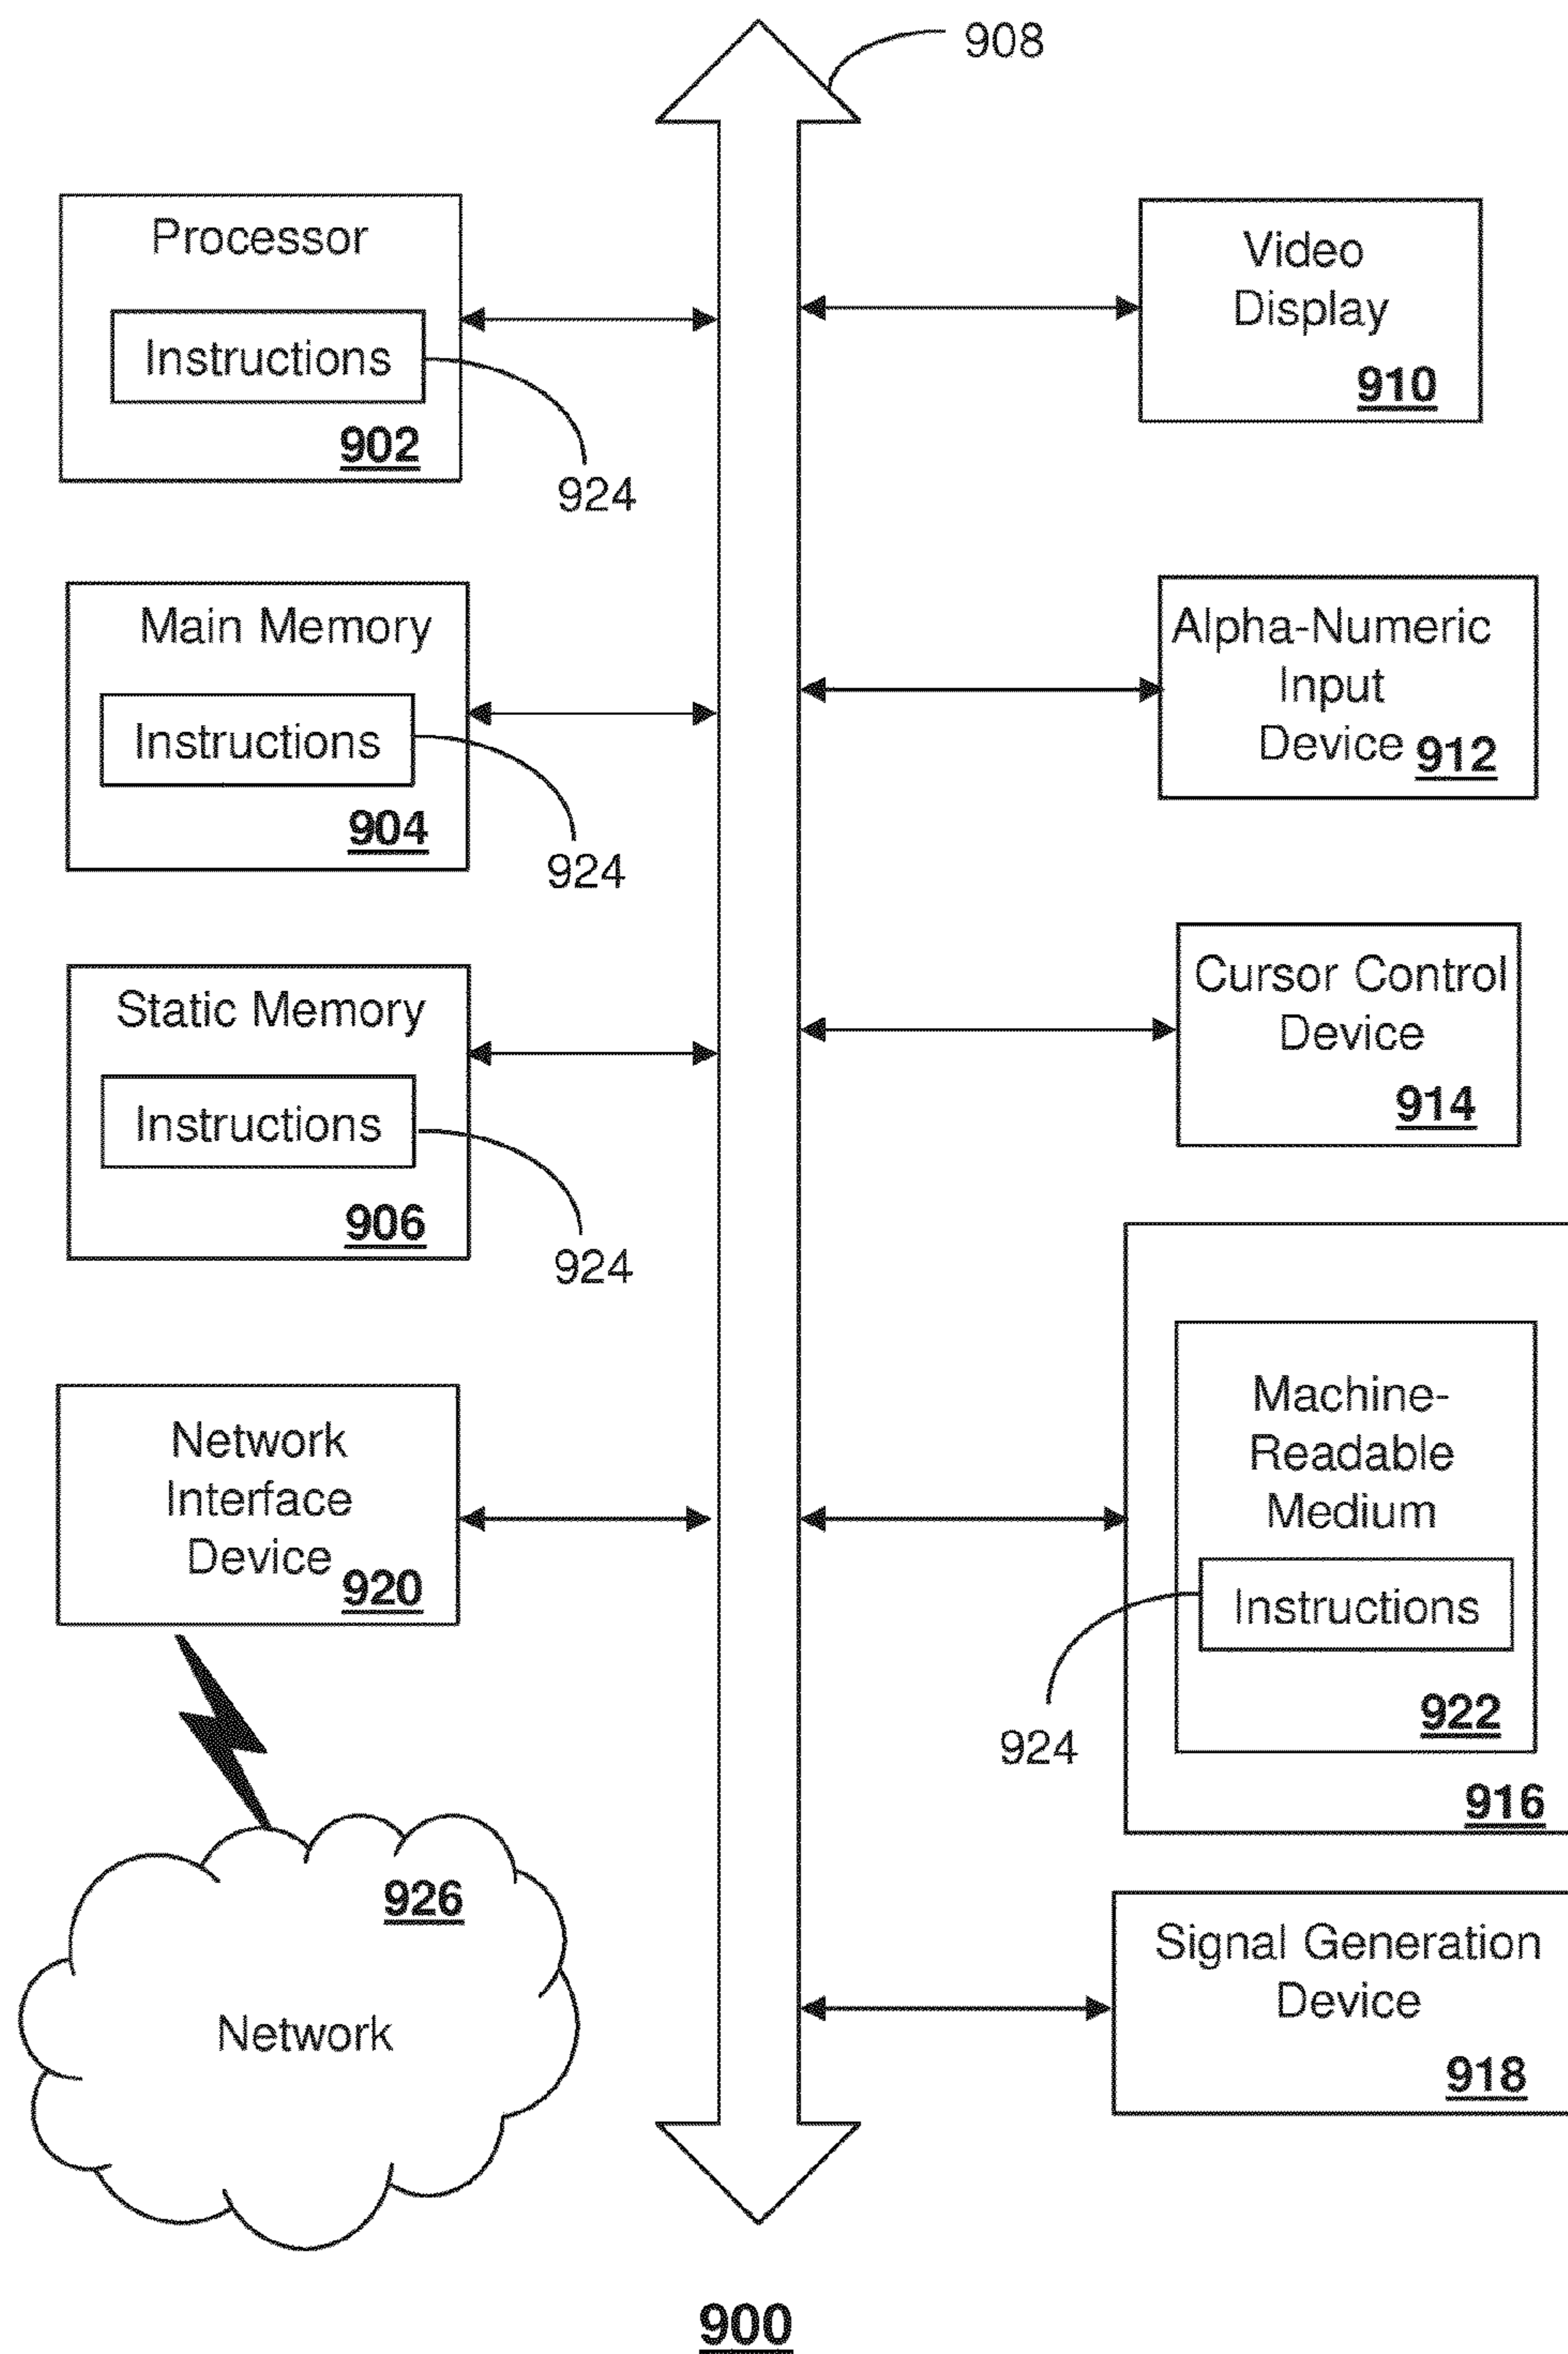 908
Processor
Instructions
902
924
Main Memory
Instructions
904
924
Static Memory
Instructions
906
924
Network
Interface
Device 920
926
Network
Video
Display
910
Alpha-Numeric
Input
Device 912
Cursor Control
Device
914
Machine-
Readable
Medium
Instructions
922
924
916
Signal Generation
Device
918
900